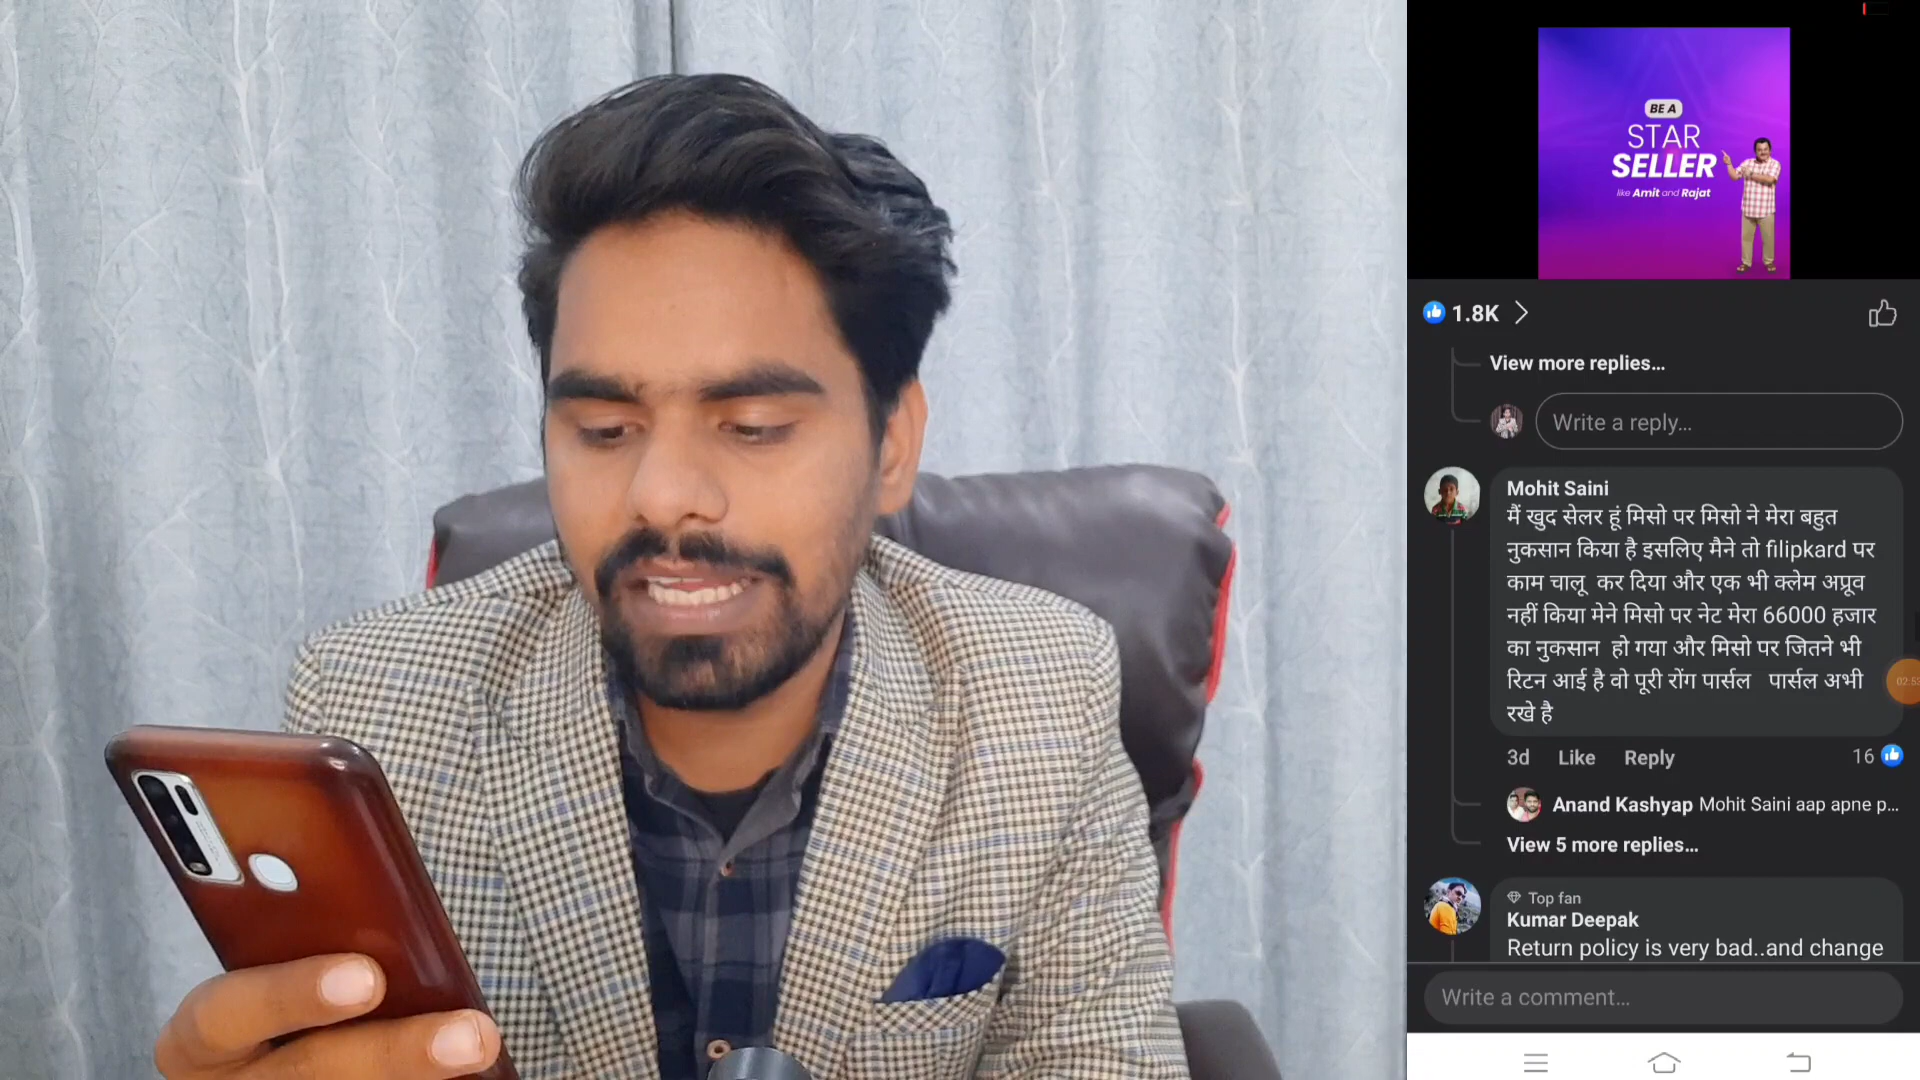 BE A
STAR
SELLER
like Amit and Rajat
1.8K
View more replies...
Write a reply...
Mohit Saini
मैं खुद सेलर हूं मिसो पर मिसो ने मेरा बहुत
नुकसान किया है इसलिए मैने तो filipkard पर
काम चालू कर दिया और एक भी क्लेम अप्रूव
नहीं किया मेने मिसो पर नेट मेरा 66000 हजार
का नुकसान हो गया और मिसो पर जितने भी
रिटन आई है वो पूरी रोंग पार्सल पार्सल अभी
रखे है
3d Like Reply 16
Anand Kashyap Mohit Saini aap apne p...
View 5 more replies...
Top fan
Kumar Deepak
Return policy is very bad..and change
Write a comment...